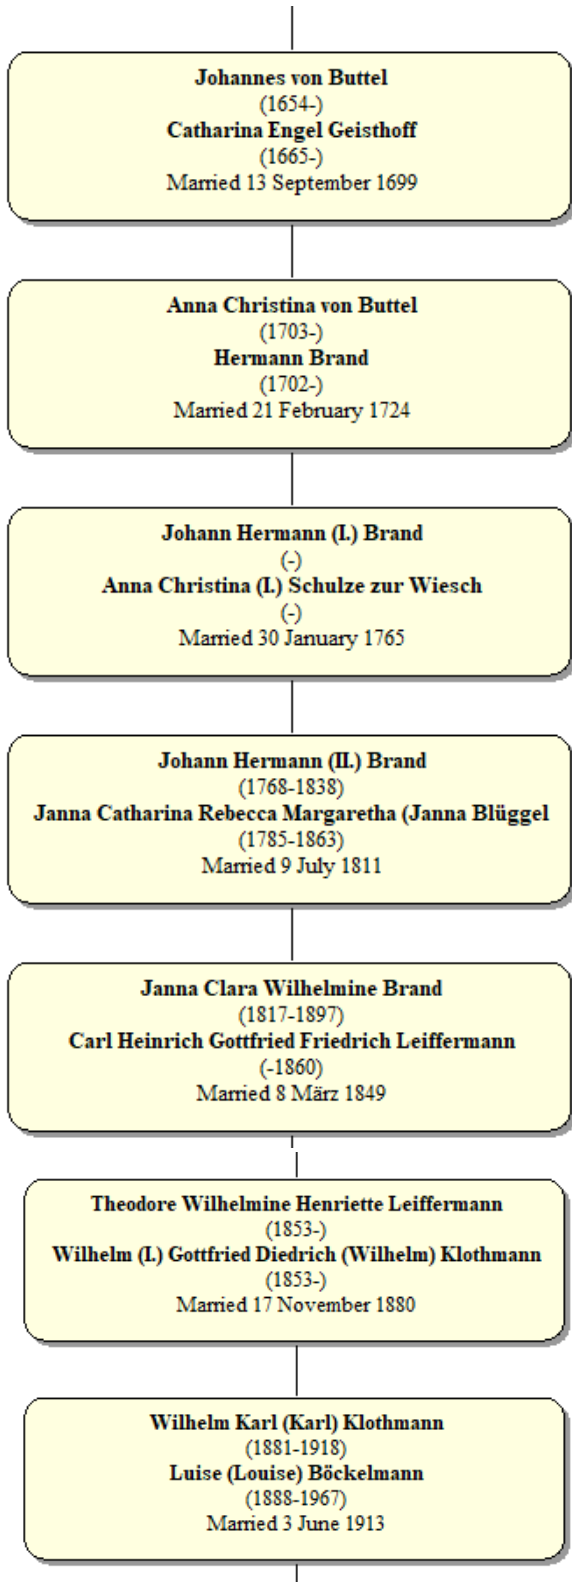 Johannes von Buttel
(1654-)
Catharina Engel Geisthoff
(1665-)
Married 13 September 1699
Anna Christina von Buttel
(1703-)
Hermann Brand
(1702-)
Married 21 February 1724
Johann Hermann (I.) Brand
(-)
Anna Christina (I.) Schulze zur Wiesch
(-)
Married 30 January 1765
Johann Hermann (II.) Brand
(1768-1838)
Janna Catharina Rebecca Margaretha (Janna Blüggel
(1785-1863)
Married 9 July 1811
Janna Clara Wilhelmine Brand
(1817-1897)
Carl Heinrich Gottfried Friedrich Leiffermann
(-1860)
Married 8 März 1849
Theodore Wilhelmine Henriette Leiffermann
(1853-)
Wilhelm (I.) Gottfried Diedrich (Wilhelm) Klothmann
(1853-)
Married 17 November 1880
Wilhelm Karl (Karl) Klothmann
(1881-1918)
Luise (Louise) Böckelmann
(1888-1967)
Married 3 June 1913